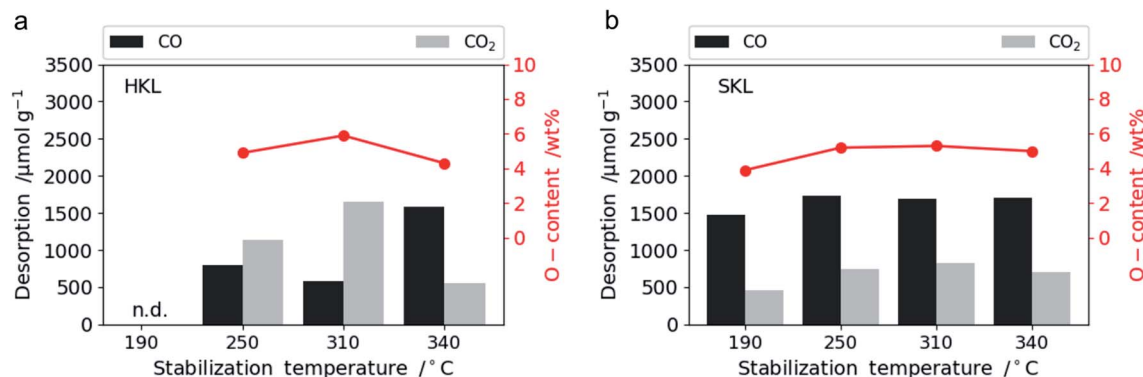 a
CO CO₂
HKL
3500
3000
2500
2000
1500
1000
500
0
Desorption /µmol g⁻¹
10
8
6
4
2
0
O−content /wt%
n.d.
190 250 310 340
Stabilization temperature /°C
b
CO CO₂
SKL
3500
3000
2500
2000
1500
1000
500
0
Desorption /µmol g⁻¹
10
8
6
4
2
0
O−content /wt%
190 250 310 340
Stabilization temperature /°C